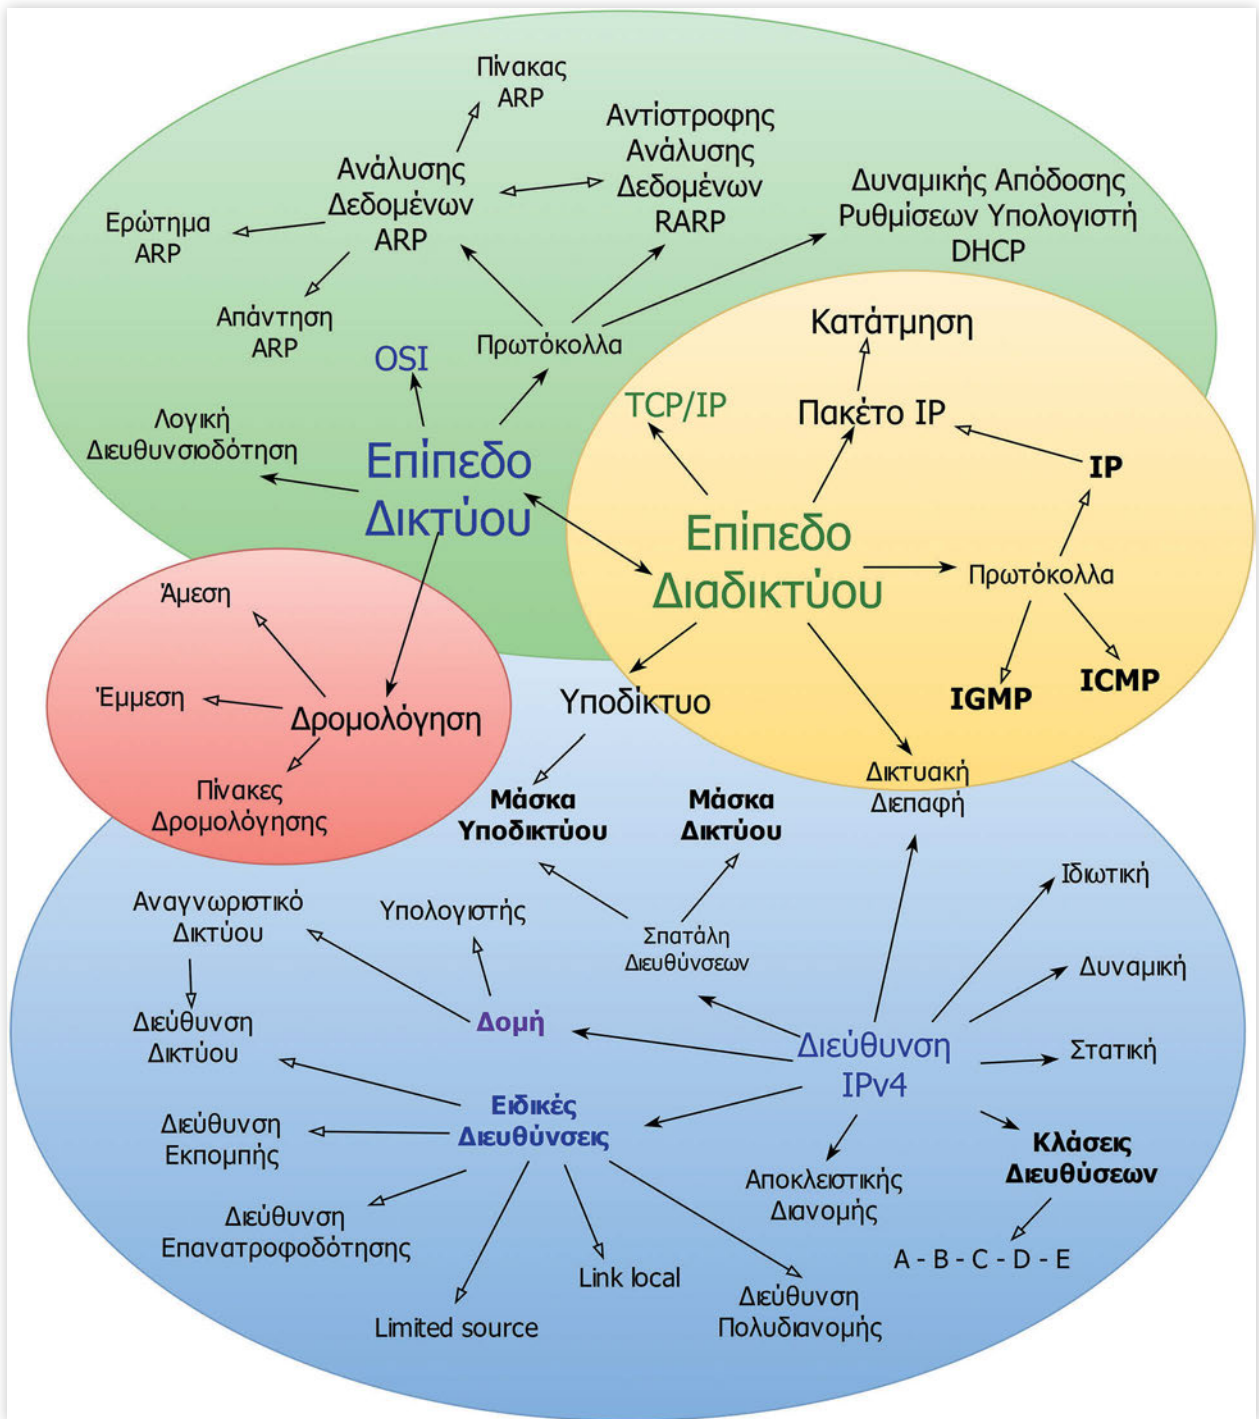 Πίνακας
ARP
Αντίστροφης
Ανάλυσης
Δεδομένων
RARP
Ανάλυσης
Δεδομένων
ARP
Δυναμικής Απόδοσης
Ρυθμίσεων Υπολογιστή
DHCP
Ερώτημα
ARP
Απάντηση
ARP
Πρωτόκολλα
OSI
Λογική
Διευθυνσιοδότηση
Επίπεδο
Δικτύου
Κατάτμηση
TCP/IP
Πακέτο IP
IP
Επίπεδο
Διαδικτύου
Πρωτόκολλα
IGMP
ICMP
Άμεση
Έμμεση
Δρομολόγηση
Πίνακες
Δρομολόγησης
Υποδίκτυο
Δικτυακή
Διεπαφή
Μάσκα
Υποδικτύου
Μάσκα
Δικτύου
Ιδιωτική
Αναγνωριστικό
Δικτύου
Υπολογιστής
Σπατάλη
Διευθύνσεων
Δυναμική
Διεύθυνση
Δικτύου
Δομή
Διεύθυνση
IPv4
Στατική
Ειδικές
Διευθύνσεις
Διεύθυνση
Εκπομπής
Κλάσεις
Διευθύσεων
Αποκλειστικής
Διανομής
Διεύθυνση
Επανατροφοδότησης
A - B - C - D - E
Link local
Διεύθυνση
Πολυδιανομής
Limited source